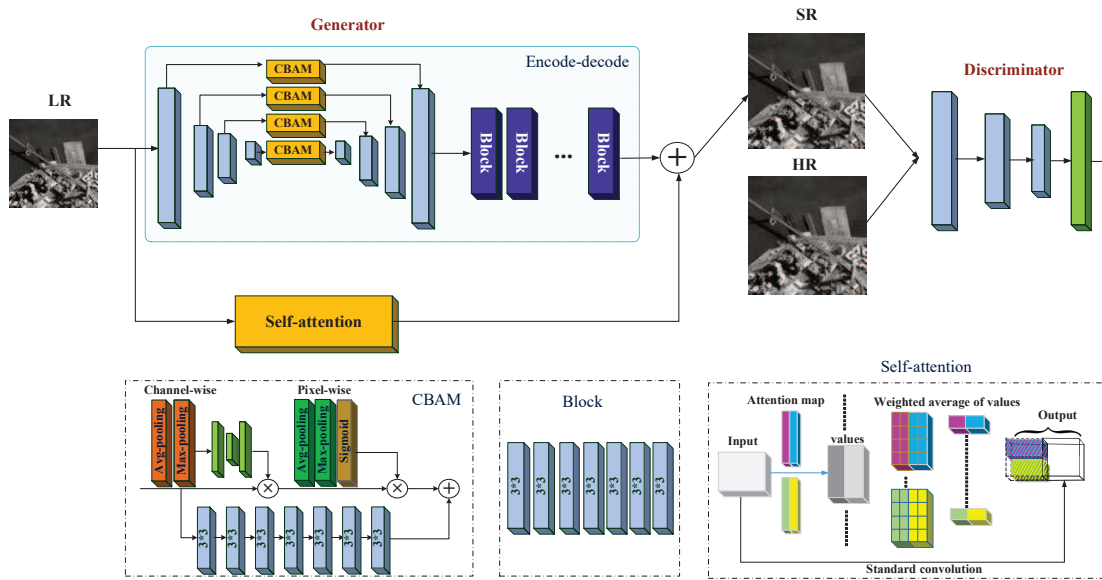 Generator
Encode-decode
LR
CBAM
CBAM
CBAM
CBAM
Block
Block
...
Block
+
SR
HR
Discriminator
Self-attention
Channel-wise
Avg-pooling
Max-pooling
Pixel-wise
Avg-pooling
Max-pooling
Sigmoid
CBAM
×
×
+
3*3
3*3
3*3
3*3
3*3
3*3
3*3
Block
3*3
3*3
3*3
3*3
3*3
3*3
3*3
Self-attention
Attention map
Weighted average of values
Input
values
Output
Standard convolution